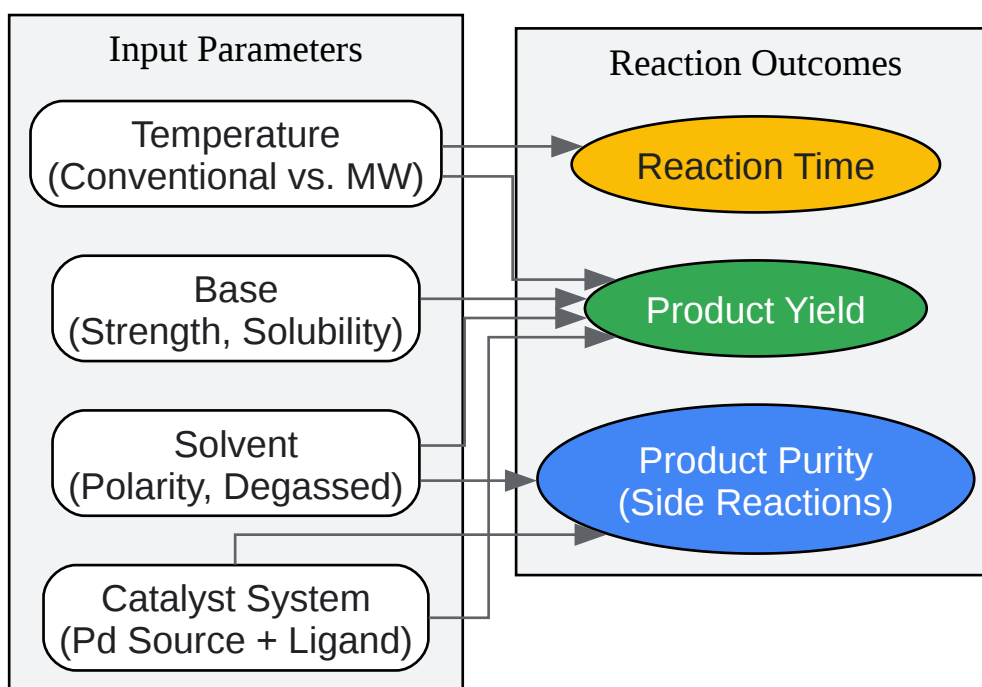 Input Parameters
Temperature
(Conventional vs. MW)
Base
(Strength, Solubility)
Solvent
(Polarity, Degassed)
Catalyst System
(Pd Source + Ligand)
Reaction Outcomes
Reaction Time
Product Yield
Product Purity
(Side Reactions)